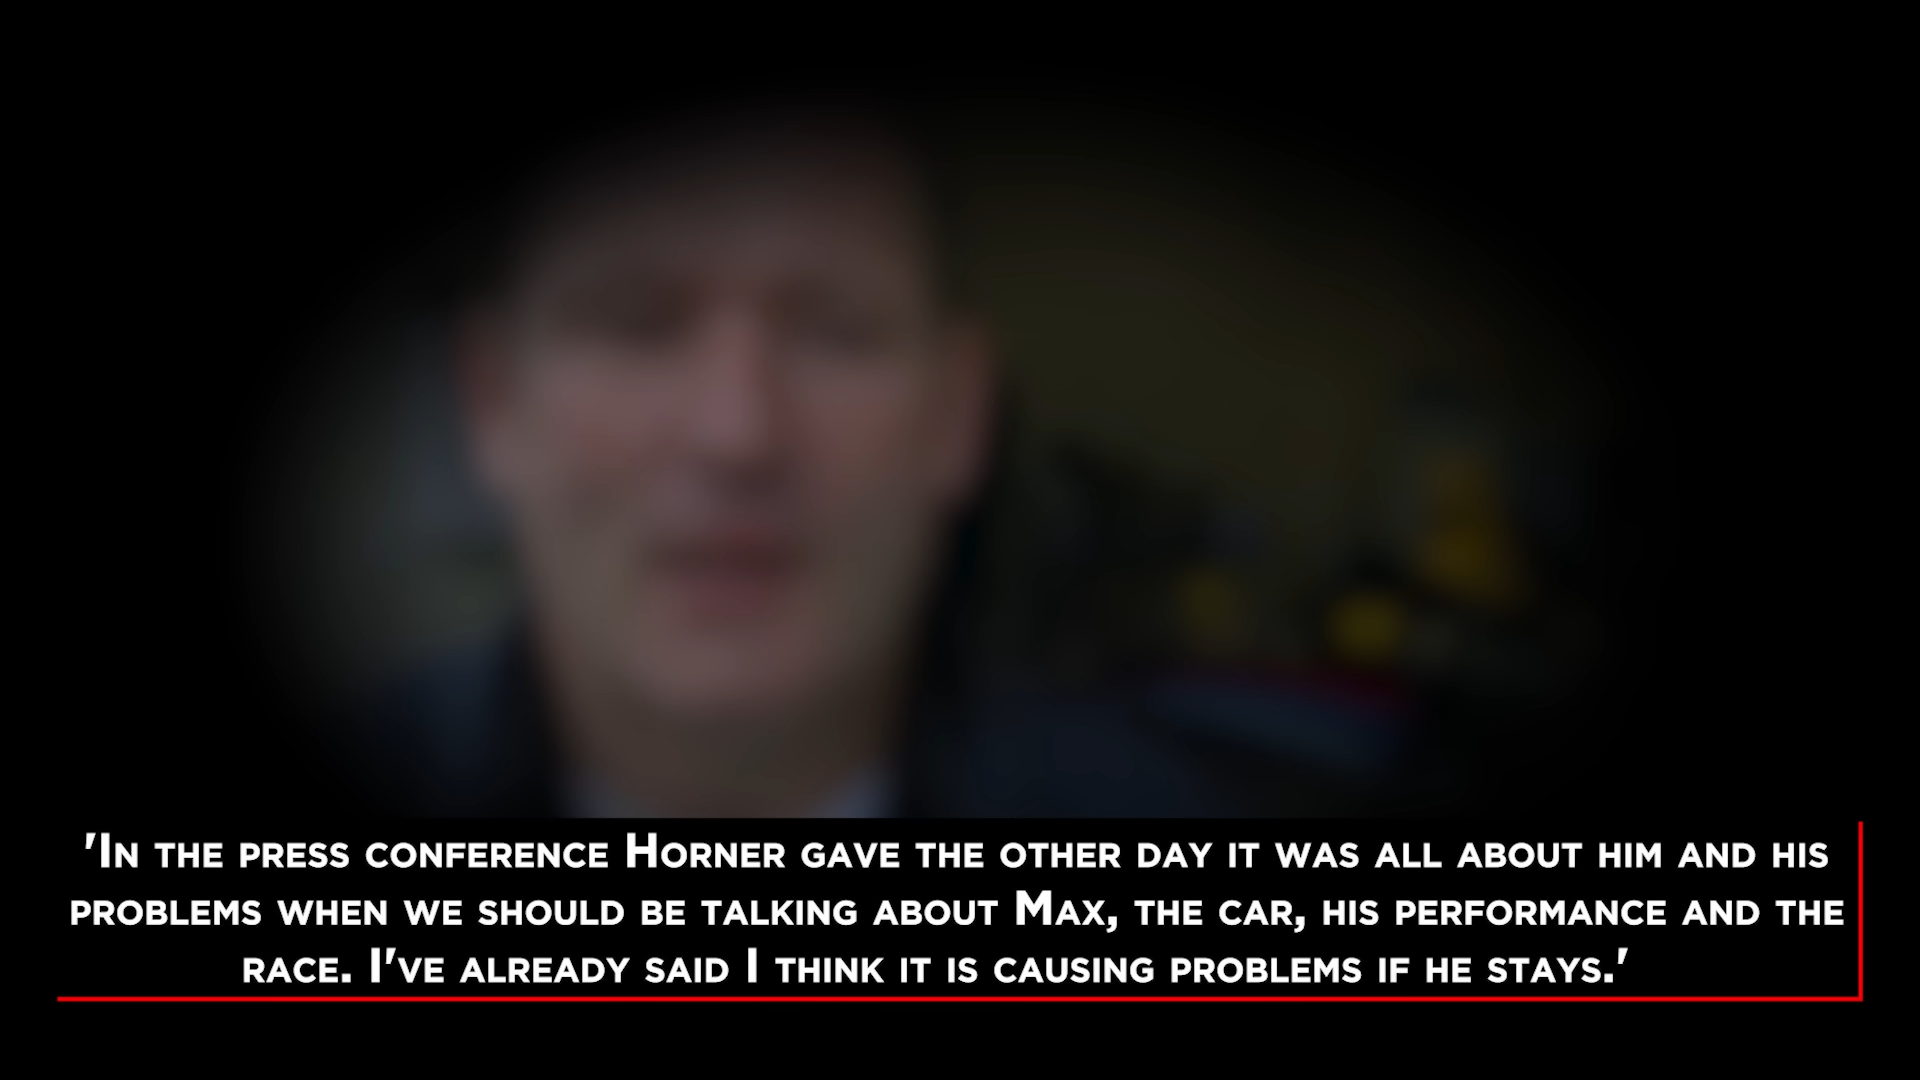 'In the press conference Horner gave the other day it was all about him and his
problems when we should be talking about Max, the car, his performance and the
race. I've already said I think it is causing problems if he stays.'